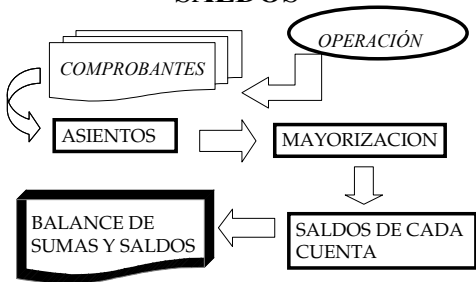 SALDOS
OPERACIÓN
COMPROBANTES
ASIENTOS
MAYORIZACION
SALDOS DE CADA
CUENTA
BALANCE DE
SUMAS Y SALDOS